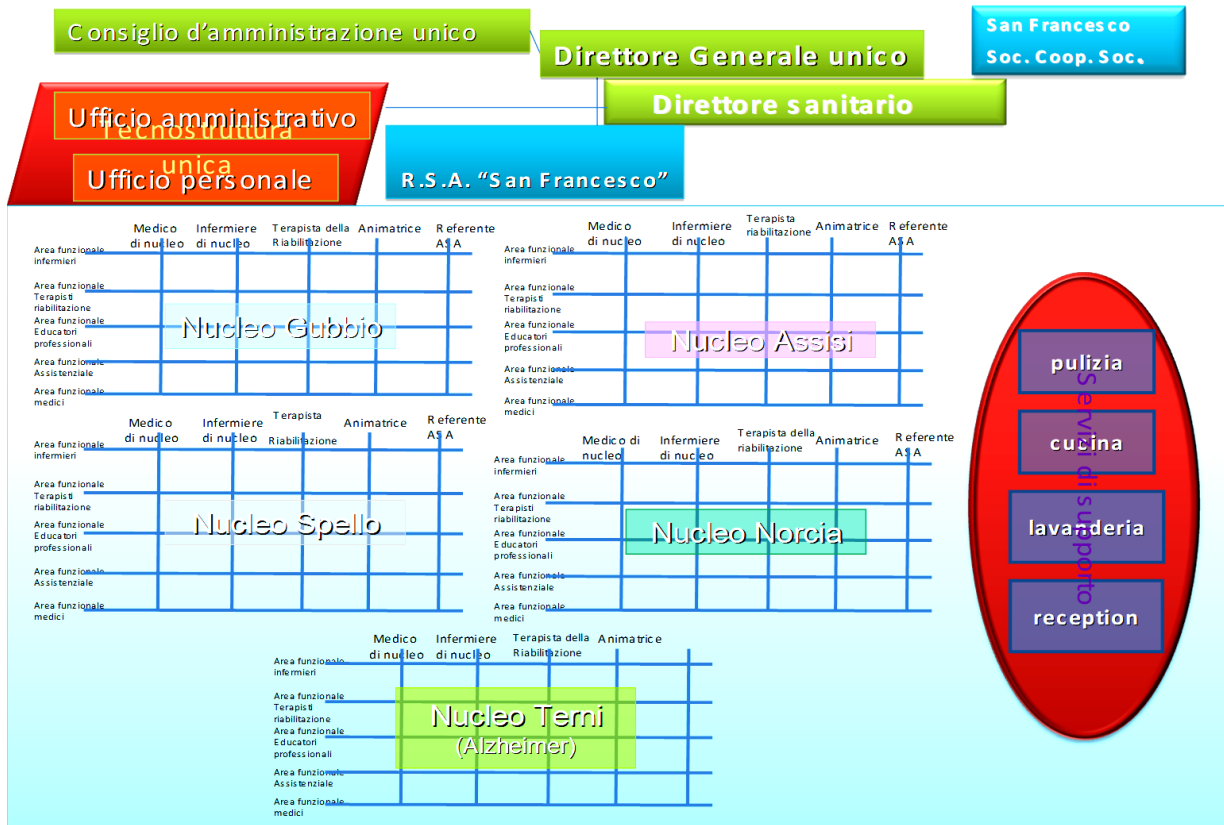 Consiglio d'amministrazione unico
San Francesco
Soc. Coop. Soc.
Direttore Generale unico
Direttore sanitario
Ufficio amministrativo
Tecnostruttura
unica
Ufficio personale
R.S.A. “San Francesco”
Medico
di nucleo
Infermiere
di nucleo
Terapista della
Riabilitazione
Animatrice
Referente
ASA
Area funzionale
infermieri
Area funzionale
Terapisti
riabilitazione
Area funzionale
Educatori
professionali
Area funzionale
Assistenziale
Area funzionale
medici
Nucleo Gubbio
Medico
di nucleo
Infermiere
di nucleo
Terapista
riabilitazione
Animatrice
Referente
ASA
Area funzionale
infermieri
Area funzionale
Terapisti
riabilitazione
Area funzionale
Educatori
professionali
Area funzionale
Assistenziale
Area funzionale
medici
Nucleo Assisi
Medico
di nucleo
Infermiere
di nucleo
Terapista
Riabilitazione
Animatrice
Referente
ASA
Area funzionale
infermieri
Area funzionale
Terapisti
riabilitazione
Area funzionale
Educatori
professionali
Area funzionale
Assistenziale
Area funzionale
medici
Nucleo Spello
Medico di
nucleo
Infermiere
di nucleo
Terapista della
riabilitazione
Animatrice
Referente
ASA
Area funzionale
infermieri
Area funzionale
Terapisti
riabilitazione
Area funzionale
Educatori
professionali
Area funzionale
Assistenziale
Area funzionale
medici
Nucleo Norcia
Medico
di nucleo
Infermiere
di nucleo
Terapista della
Riabilitazione
Animatrice
Area funzionale
infermieri
Area funzionale
Terapisti
riabilitazione
Area funzionale
Educatori
professionali
Area funzionale
Assistenziale
Area funzionale
medici
Nucleo Terni
(Alzheimer)
Servizi di supporto
pulizia
cucina
lavanderia
reception